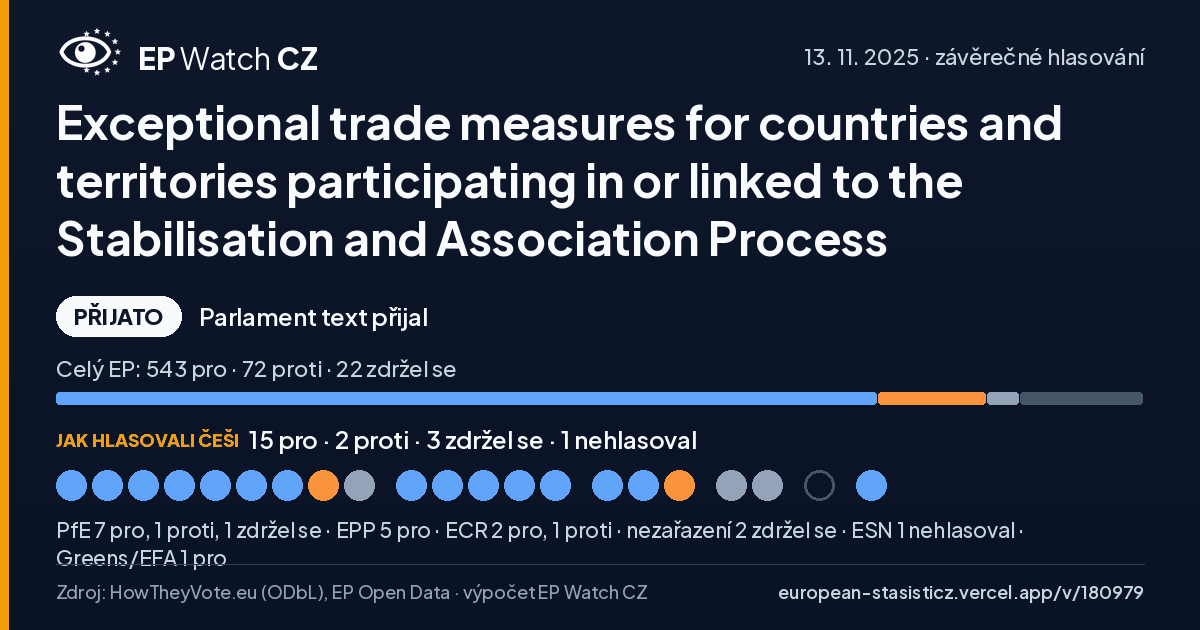 EP Watch CZ
13. 11. 2025 · závěrečné hlasování
Exceptional trade measures for countries and
territories participating in or linked to the
Stabilisation and Association Process
PŘIJATO Parlament text přijal
Celý EP: 543 pro · 72 proti · 22 zdržel se
JAK HLASOVALI ČEŠI 15 pro · 2 proti · 3 zdržel se · 1 nehlasoval
PfE 7 pro, 1 proti, 1 zdržel se · EPP 5 pro · ECR 2 pro, 1 proti · nezařazení 2 zdržel se · ESN 1 nehlasoval ·
Greens/EFA 1 pro
Zdroj: HowTheyVote.eu (ODbL), EP Open Data · výpočet EP Watch CZ
european-stasisticz.vercel.app/v/180979